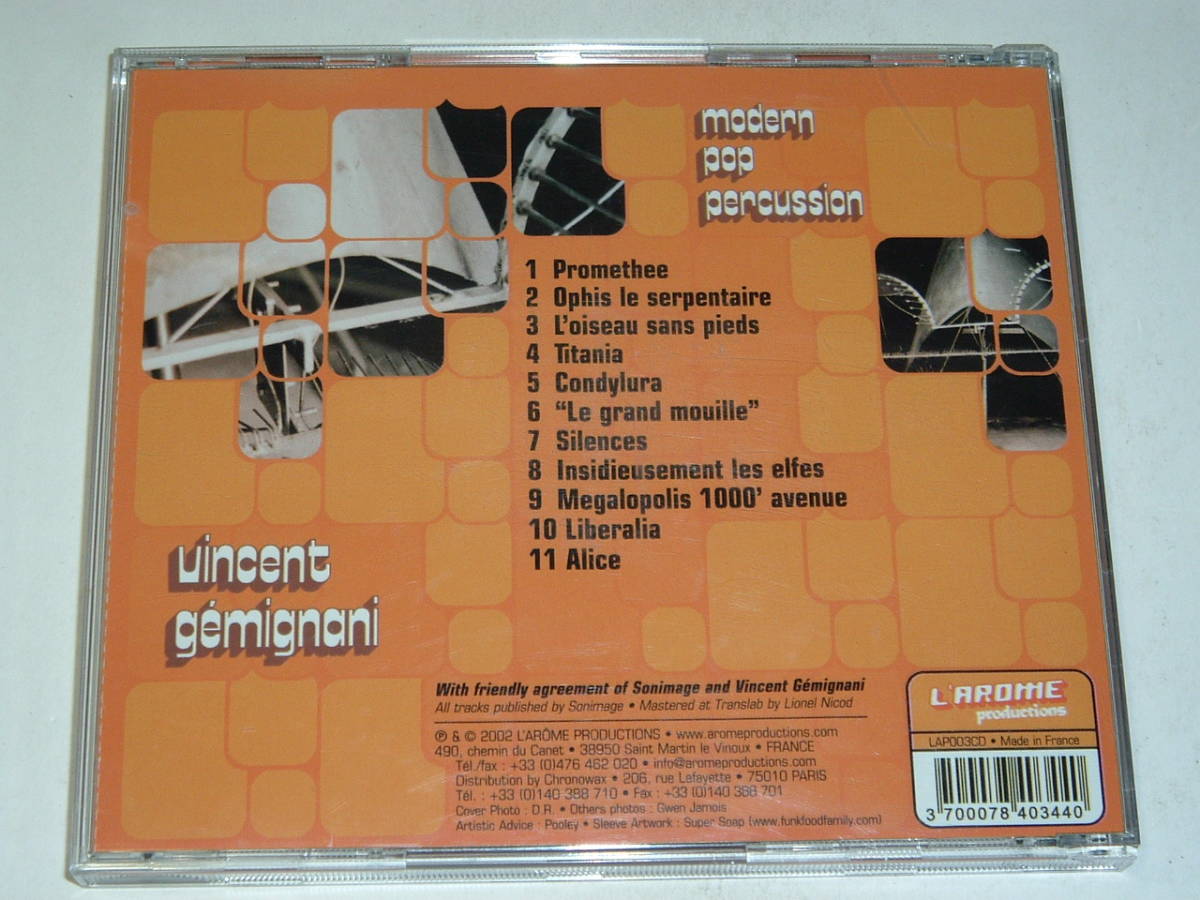 modern
pop
percussion
1 Promethee
2 Ophis le serpentaire
3 L'oiseau sans pieds
4 Titania
5 Condylura
6 "Le grand mouille"
7 Silences
8 Insidieusement les elfes
9 Megalopolis 1000' avenue
10 Liberalia
11 Alice
vincent
gémignani
With friendly agreement of Sonimage and Vincent Gémignani
All tracks published by Sonimage • Mastered at Translab by Lionel Nicod
℗ & © 2002 L'ARÔME PRODUCTIONS • www.aromeproductions.com
490, chemin du Canet • 38950 Saint Martin le Vinoux • FRANCE
Tél./fax : +33 (0)476 462 020 • info@aromeproductions.com
Distribution by Chronowax • 206, rue Lafayette • 75010 PARIS
Tél. : +33 (0)140 388 710 • Fax : +33 (0)140 388 701
Cover Photo : D.R. • Others photos : Gwen Jamois
Artistic Advice : Pooley • Sleeve Artwork : Super Soap (www.funkfoodfamily.com)
L'AROME
productions
LAP003CD • Made in France
3 700078 403440